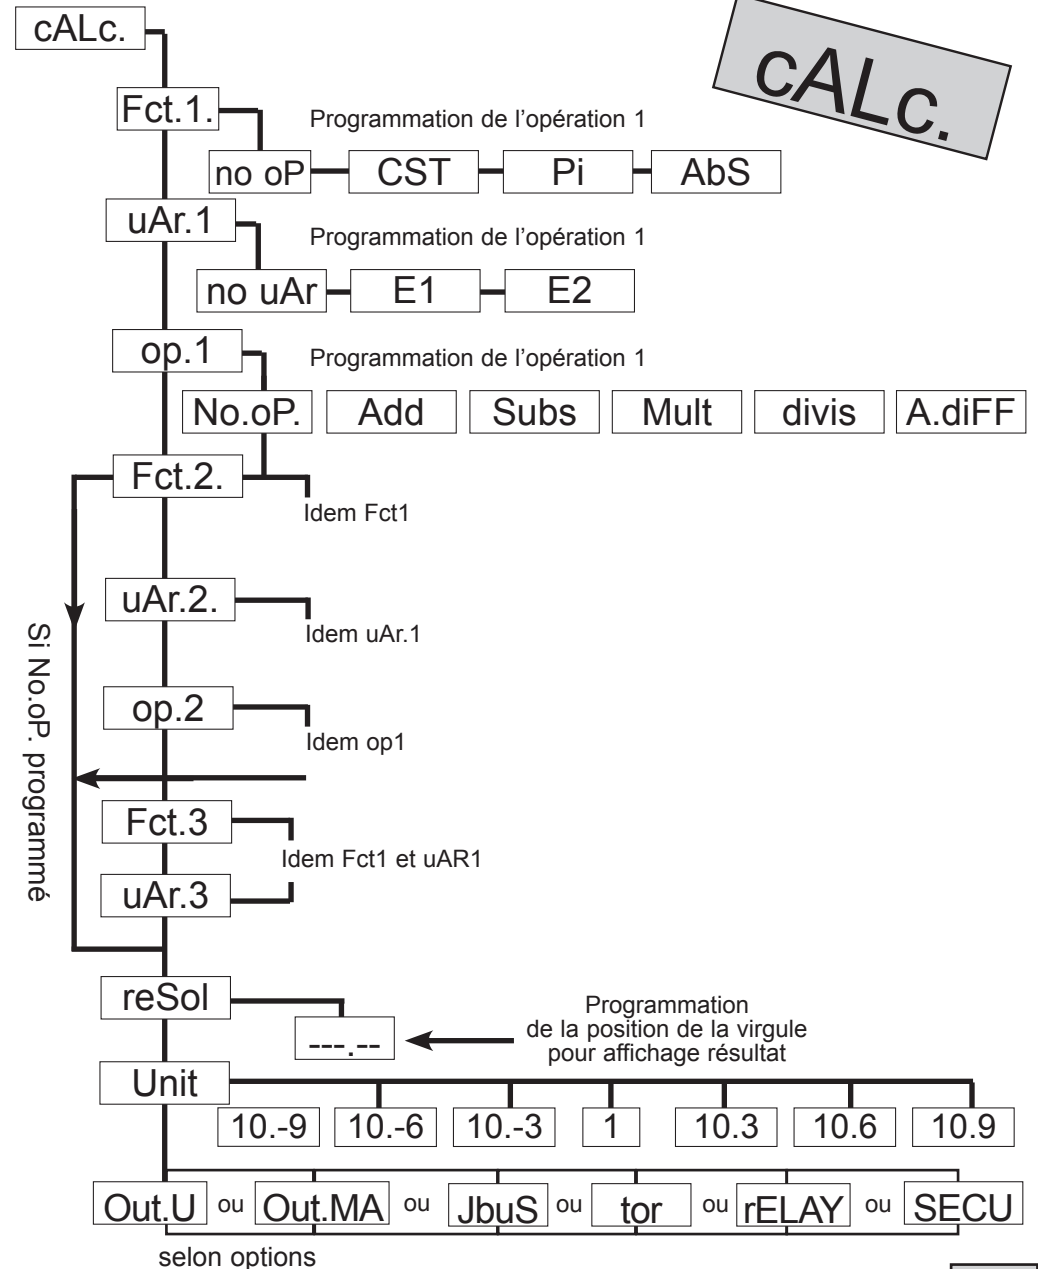 cALc.
cALc.
Fct.1.
Programmation de l'opération 1
no oP CST Pi AbS
uAr.1
Programmation de l'opération 1
no uAr E1 E2
op.1
Programmation de l'opération 1
No.oP. Add Subs Mult divis A.diFF
Fct.2.
Idem Fct1
uAr.2.
Idem uAr.1
Si No.oP. programmé
op.2
Idem op1
Fct.3
Idem Fct1 et uAR1
uAr.3
reSol
Programmation
de la position de la virgule
pour affichage résultat
---.--
Unit
10.-9 10.-6 10.-3 1 10.3 10.6 10.9
Out.U ou Out.MA ou JbuS ou tor ou rELAY ou SECU
selon options